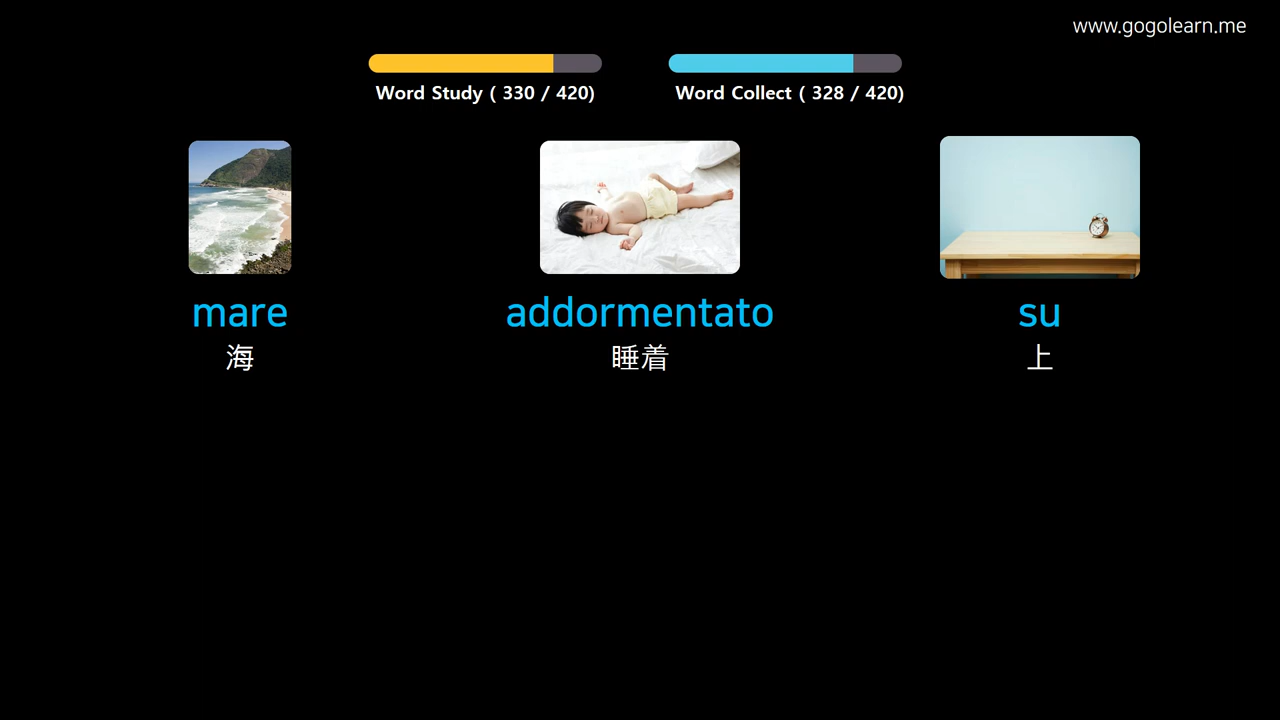 www.gogolearn.me
Word Study ( 330 / 420)
Word Collect ( 328 / 420)
mare
海
addormentato
睡着
su
上